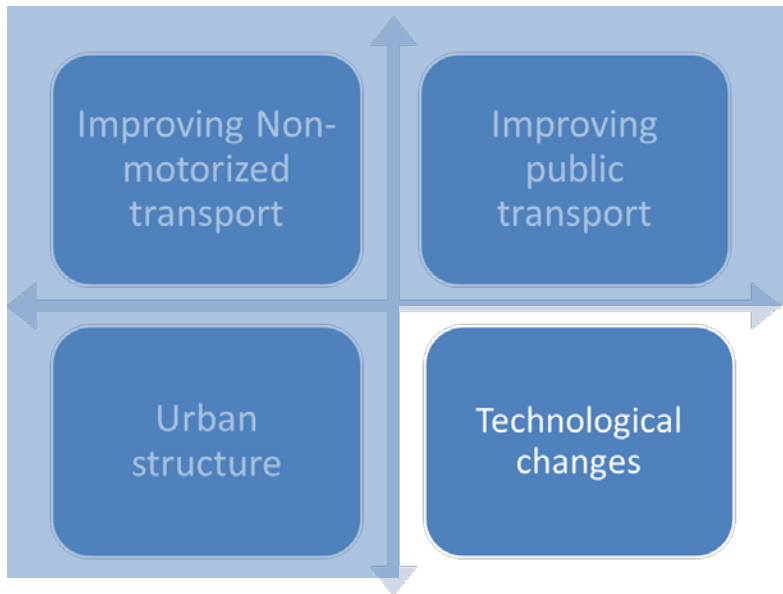 Improving Non-
motorized
transport
Improving
public
transport
Urban
structure
Technological
changes